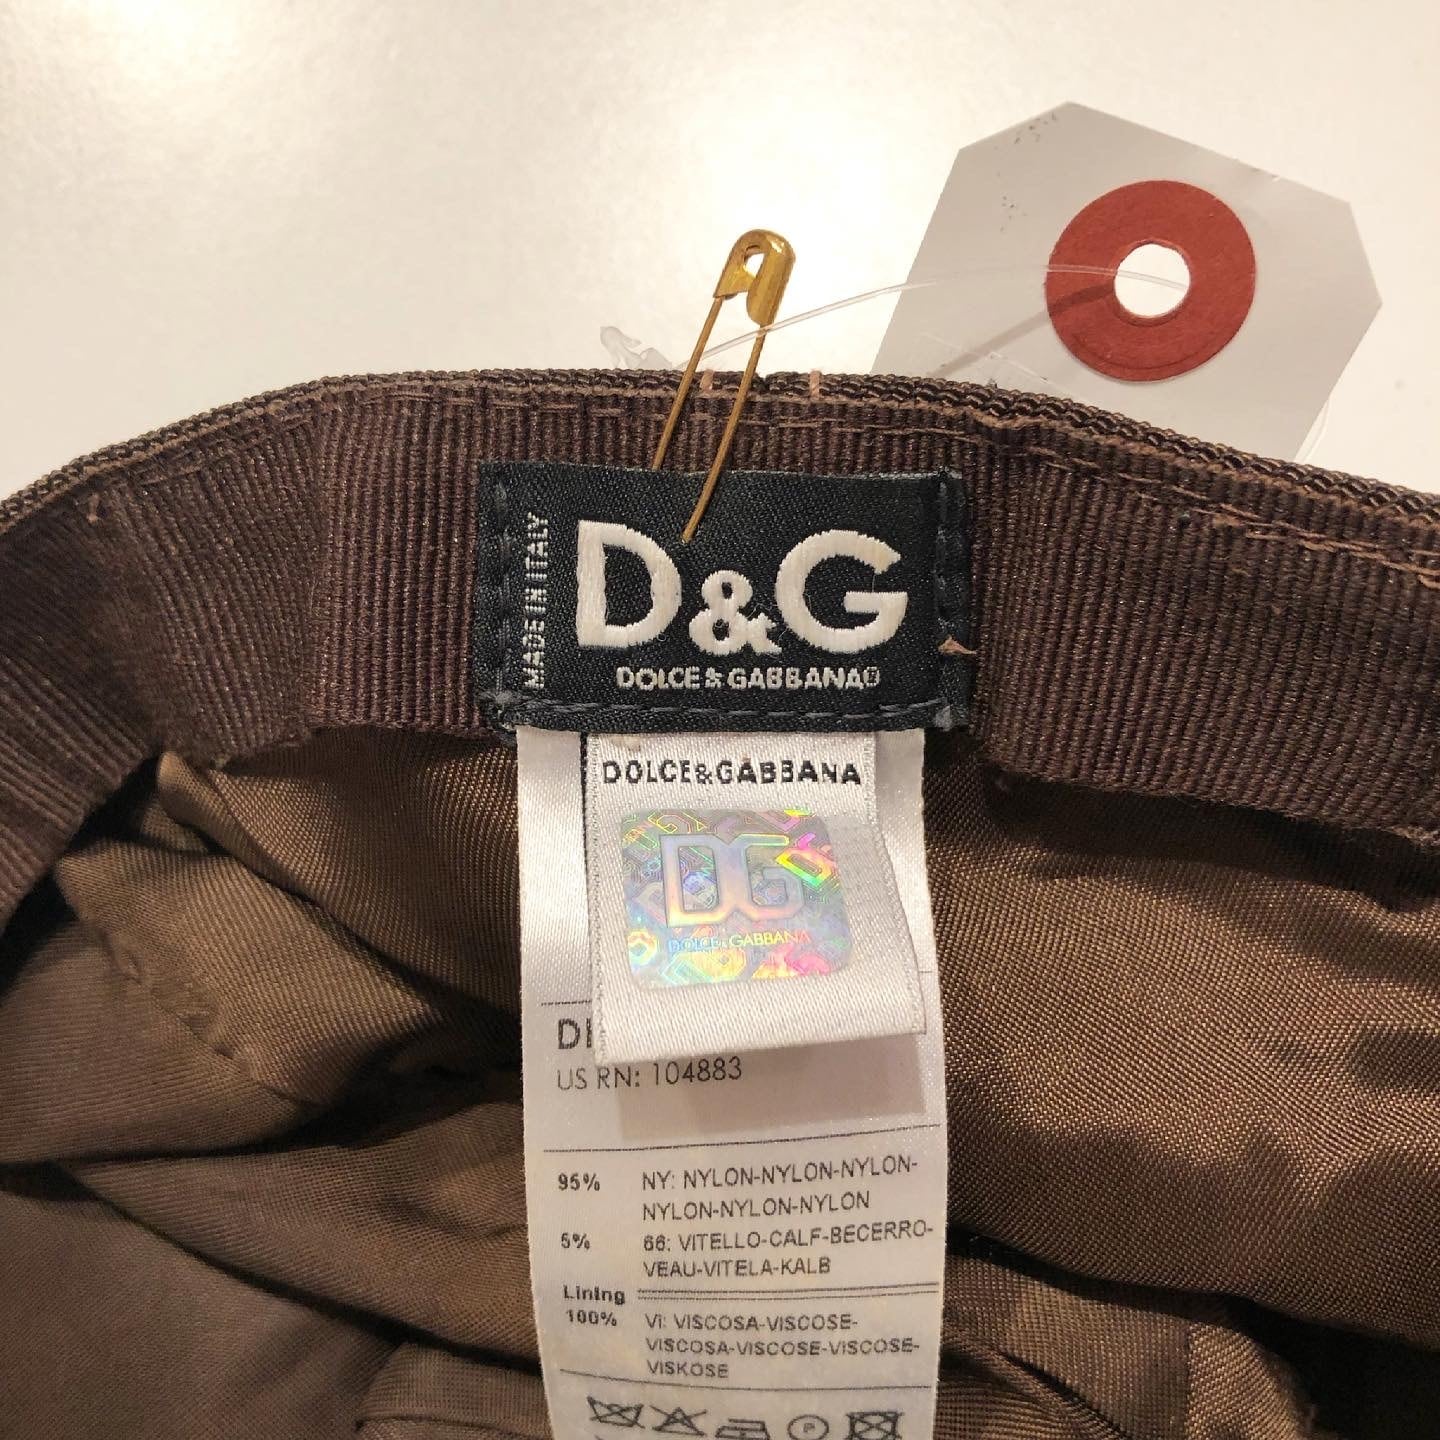 MADE IN ITALY
D&G
DOLCE & GABBANA
DOLCE&GABBANA
DG
DOLCE&GABBANA
US RN: 104883
95% NY: NYLON-NYLON-NYLON-
NYLON-NYLON-NYLON
5% 66: VITELLO-CALF-BECERRO-
VEAU-VITELA-KALB
Lining
100% VI: VISCOSA-VISCOSE-
VISCOSA-VISCOSE-VISCOSE-
VISKOSE
P